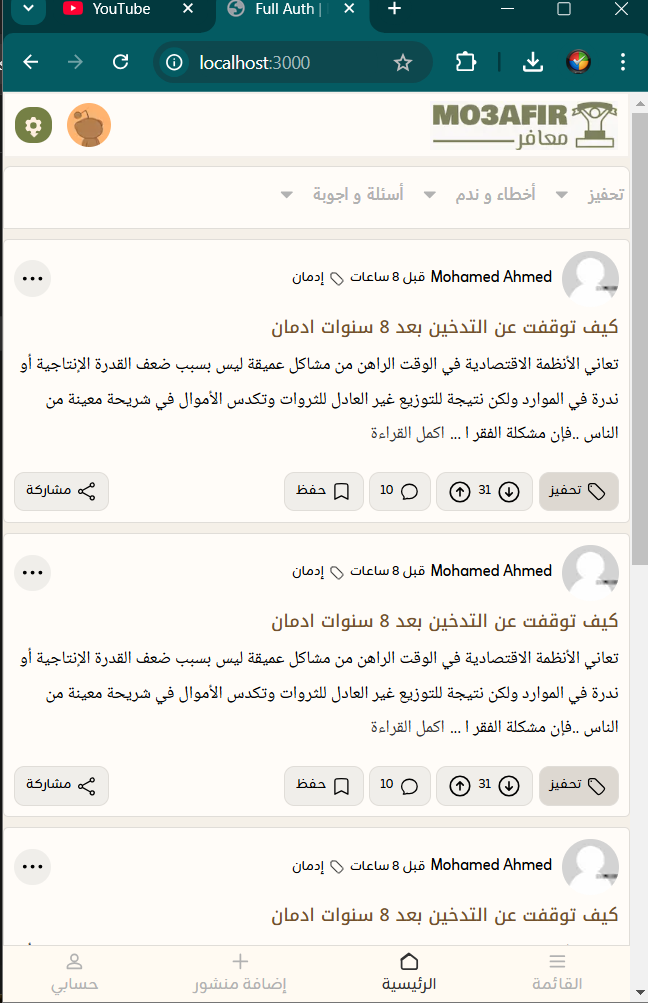 YouTube
Full Auth |
localhost:3000
MO3AFIR
معافر
تحفيز أخطاء و ندم أسئلة و اجوبة
Mohamed Ahmed قبل 8 ساعات إدمان
كيف توقفت عن التدخين بعد 8 سنوات ادمان
تعاني الأنظمة الاقتصادية في الوقت الراهن من مشاكل عميقة ليس بسبب ضعف القدرة الإنتاجية أو
ندرة في الموارد ولكن نتيجة للتوزيع غير العادل للثروات وتكدس الأموال في شريحة معينة من
الناس ..فإن مشكلة الفقر ا ... اكمل القراءة
تحفيز 31 10 حفظ مشاركة
Mohamed Ahmed قبل 8 ساعات إدمان
كيف توقفت عن التدخين بعد 8 سنوات ادمان
تعاني الأنظمة الاقتصادية في الوقت الراهن من مشاكل عميقة ليس بسبب ضعف القدرة الإنتاجية أو
ندرة في الموارد ولكن نتيجة للتوزيع غير العادل للثروات وتكدس الأموال في شريحة معينة من
الناس ..فإن مشكلة الفقر ا ... اكمل القراءة
تحفيز 31 10 حفظ مشاركة
Mohamed Ahmed قبل 8 ساعات إدمان
كيف توقفت عن التدخين بعد 8 سنوات ادمان
القائمة الرئيسية إضافة منشور حسابي